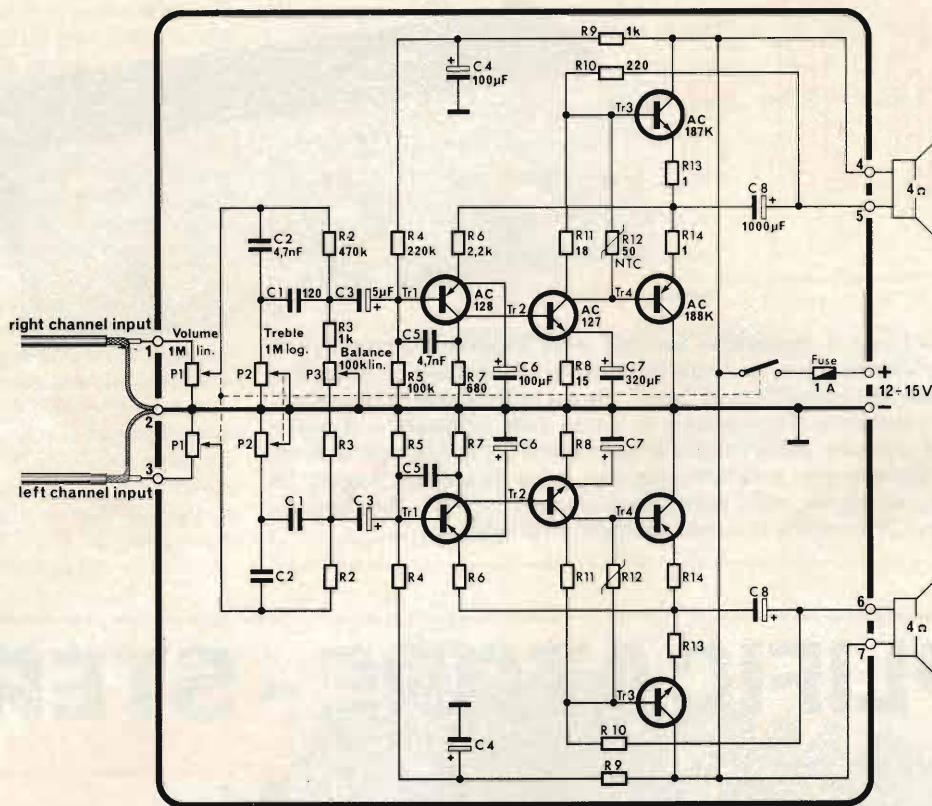 R9 1k
R10 220
C4
100µF
+
Tr3
AC
187K
R13
1
4
5
4
C8
1000µF
+
C2
4,7nF
R2
470k
R4
220k
R6
2,2k
R11
18
R12
50
NTC
R14
1
C1 120
C3 5µF
+
Tr1
AC
128
Tr2
AC
127
Tr4
AC
188K
right channel input
1
Volume
1M lin.
Treble
1M log.
R3
1k
Balance
100k lin.
C5
4,7nF
P1
P2
P3
R5
100k
R7
680
C6
100µF
R8
15
C7
320µF
Fuse
1 A
+
12÷15V
-
2
P1
P2
R3
R5
R7
C6
R8
C7
+
+
3
left channel input
C5
C1
C3
+
Tr1
Tr2
Tr4
C2
R2
R4
R6
R11
R12
R14
C8
+
6
7
4
R13
Tr3
C4
+
R10
R9